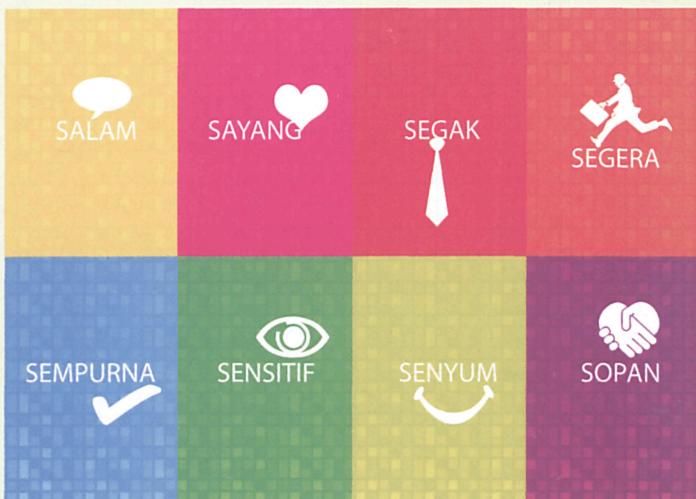 SALAM
SAYANG
SEGAK
SEGERA
SEMPURNA
SENSITIF
SENYUM
SOPAN